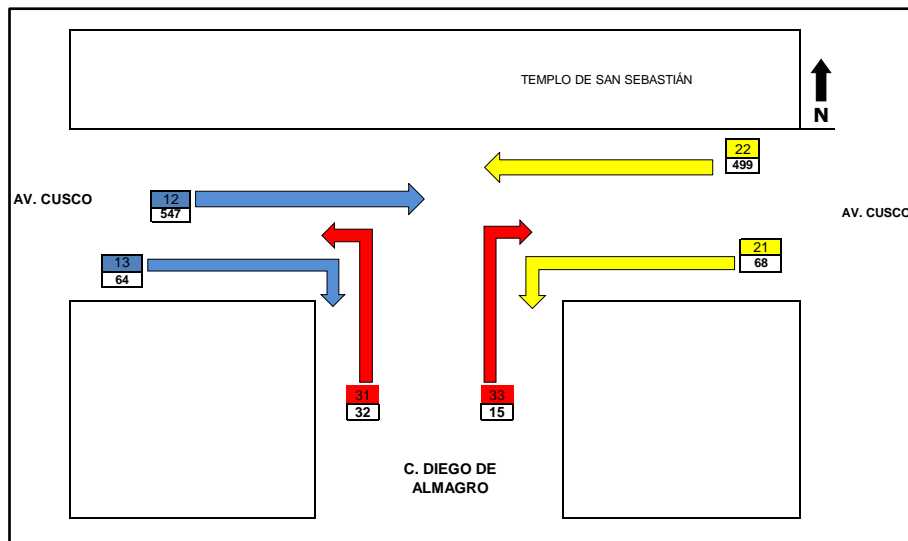 TEMPLO DE SAN SEBASTIÁN
N
22
499
AV. CUSCO
12
547
AV. CUSCO
21
68
13
64
31
32
33
15
C. DIEGO DE
ALMAGRO